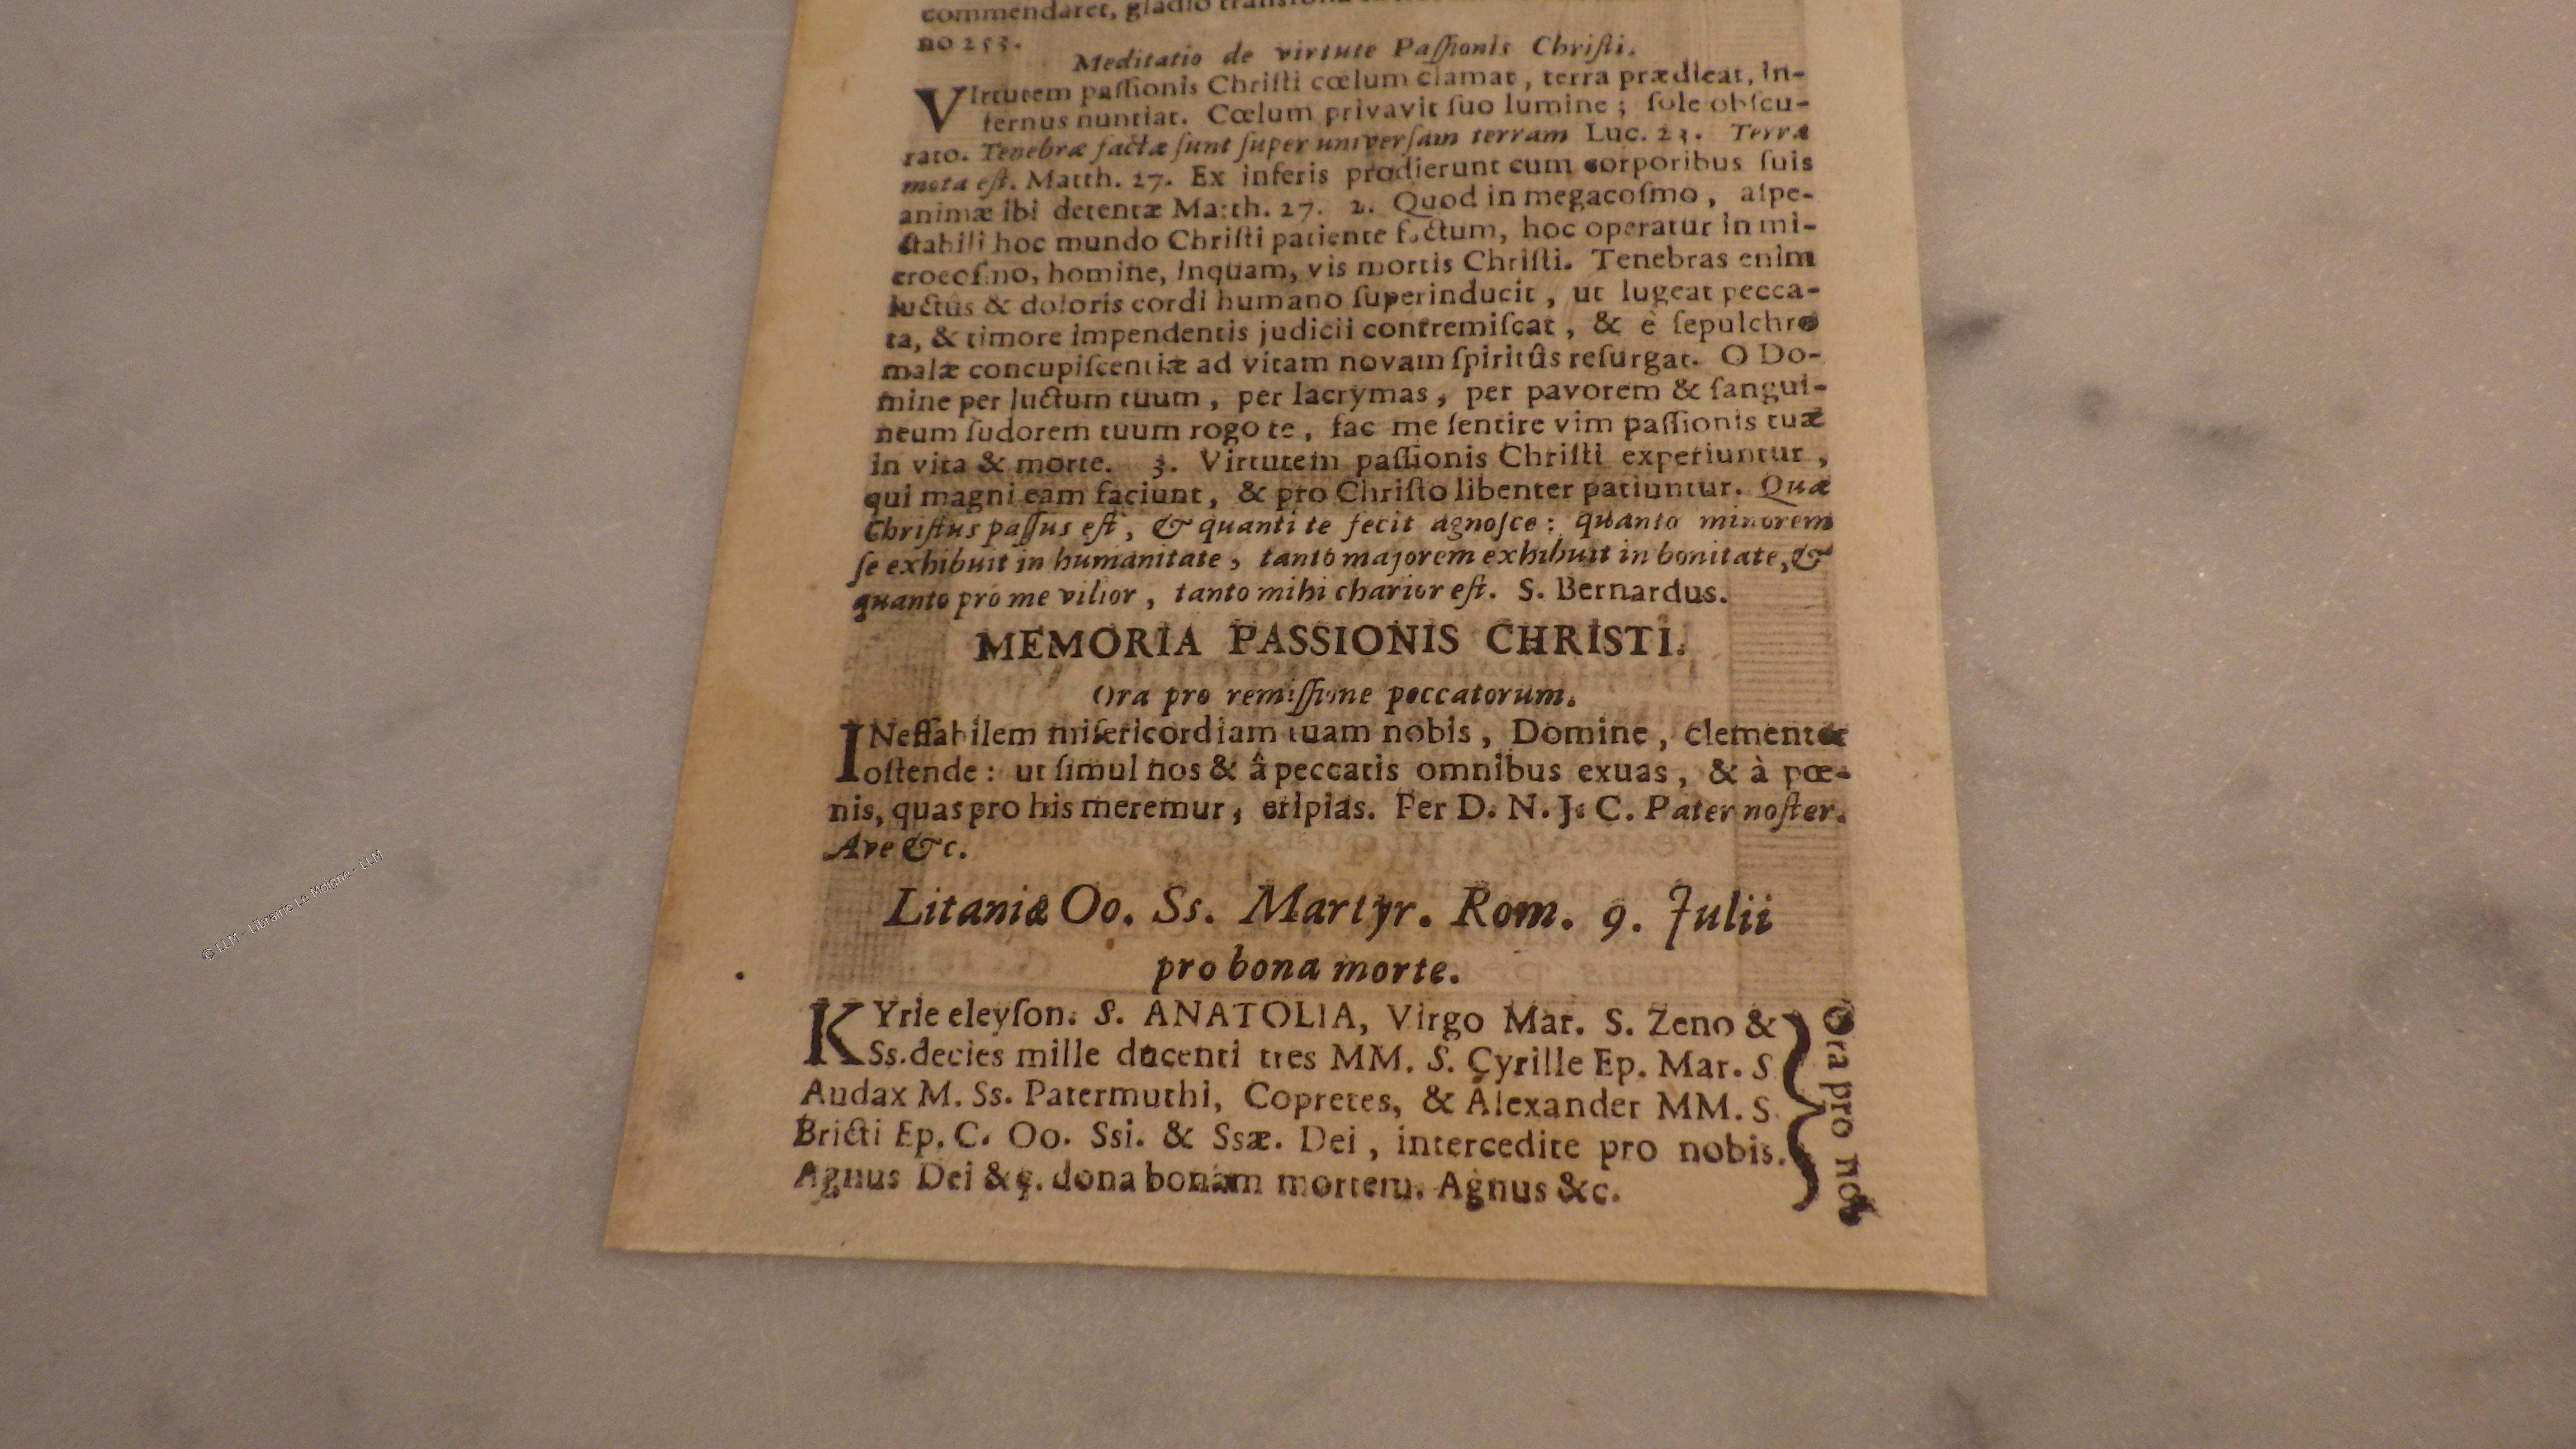 commendaret, gladio
no 253.
Meditatio de virtute Paſſionis Chriſti.
VIrtutem paſſionis Chriſti cœlum clamat, terra prædicat, in-
fernus nuntiat. Cœlum privavit ſuo lumine; ſole obſcu-
rato. Tenebræ factæ ſunt ſuper univerſam terram Luc. 23. Terra
mota eſt. Matth. 27. Ex inferis prodierunt cum corporibus ſuis
animæ ibi detentæ Matth. 27. 2. Quod in megacoſmo, aſpe-
ctabili hoc mundo Chriſti patiente factum, hoc operatur in mi-
crocoſmo, homine, inquam, vis mortis Chriſti. Tenebras enim
luctûs & doloris cordi humano ſuperinducit, ut lugeat pecca-
ta, & timore impendentis judicii contremiſcat, & è ſepulchro
malæ concupiſcentiæ ad vitam novam ſpiritûs reſurgat. O Do-
mine per luctum tuum, per lacrymas, per pavorem & ſangui-
neum ſudorem tuum rogo te, fac me ſentire vim paſſionis tuæ
in vita & morte. 3. Virtutem paſſionis Chriſti experiuntur,
qui magni eam faciunt, & pro Chriſto libenter patiuntur. Quæ
Chriſtus paſſus eſt, & quanti te fecit agnoſce: quanto minorem
ſe exhibuit in humanitate, tanto majorem exhibuit in bonitate, &
quanto pro me vilior, tanto mihi charior eſt. S. Bernardus.
MEMORIA PASSIONIS CHRISTI.
Ora pro remiſſione peccatorum.
INeffabilem miſericordiam tuam nobis, Domine, clementer
oſtende: ut ſimul nos & â peccatis omnibus exuas, & à pœ-
nis, quas pro his meremur, eripias. Per D. N. J. C. Pater noſter.
Ave &c.
Litaniæ Oo. Ss. Martyr. Rom. 9. Julii
pro bona morte.
KYrie eleyſon. S. ANATOLIA, Virgo Mar. S. Zeno &
Ss. decies mille ducenti tres MM. S. Cyrille Ep. Mar. S
Audax M. Ss. Patermuthi, Copretes, & Alexander MM. S
Bricti Ep. C. Oo. Ssi. & Ssæ. Dei, intercedite pro nobis.
Agnus Dei &c. dona bonam mortem. Agnus &c.
Ora pro nob
© LLM - Librairie Le Moigne - LLM